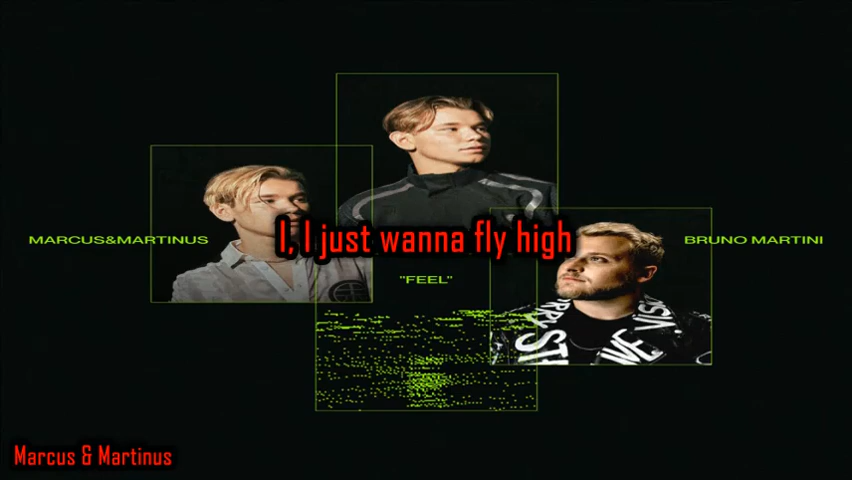 MARCUS&MARTINUS
I, I just wanna fly high
BRUNO MARTINI
"FEEL"
Marcus & Martinus